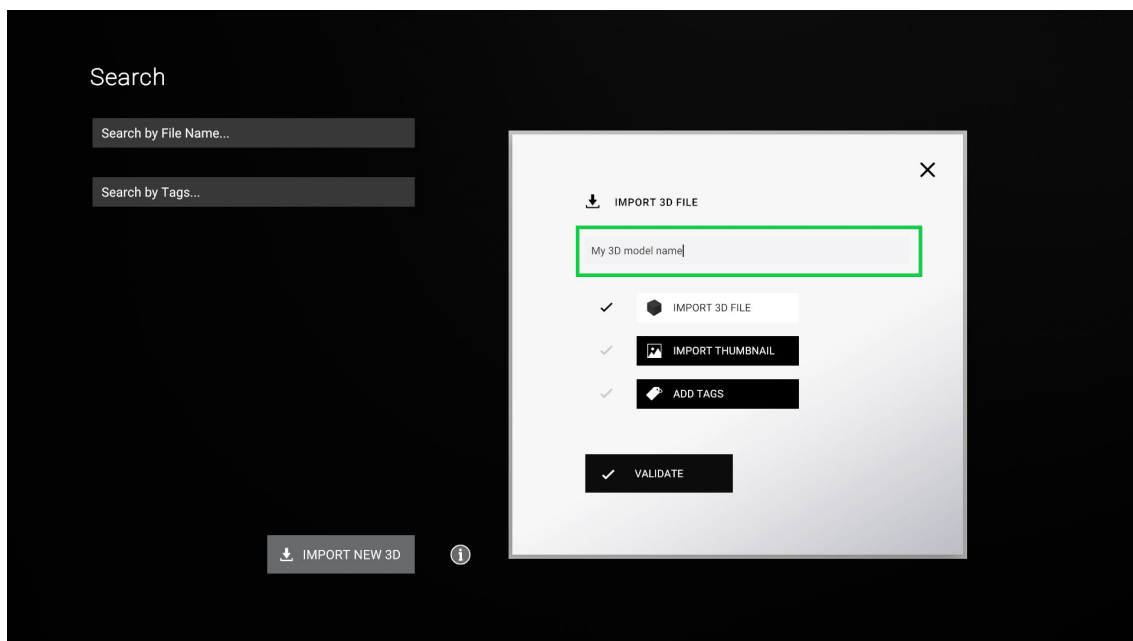 Search
Search by File Name...
Search by Tags...
IMPORT 3D FILE
My 3D model name
IMPORT 3D FILE
IMPORT THUMBNAIL
ADD TAGS
VALIDATE
IMPORT NEW 3D